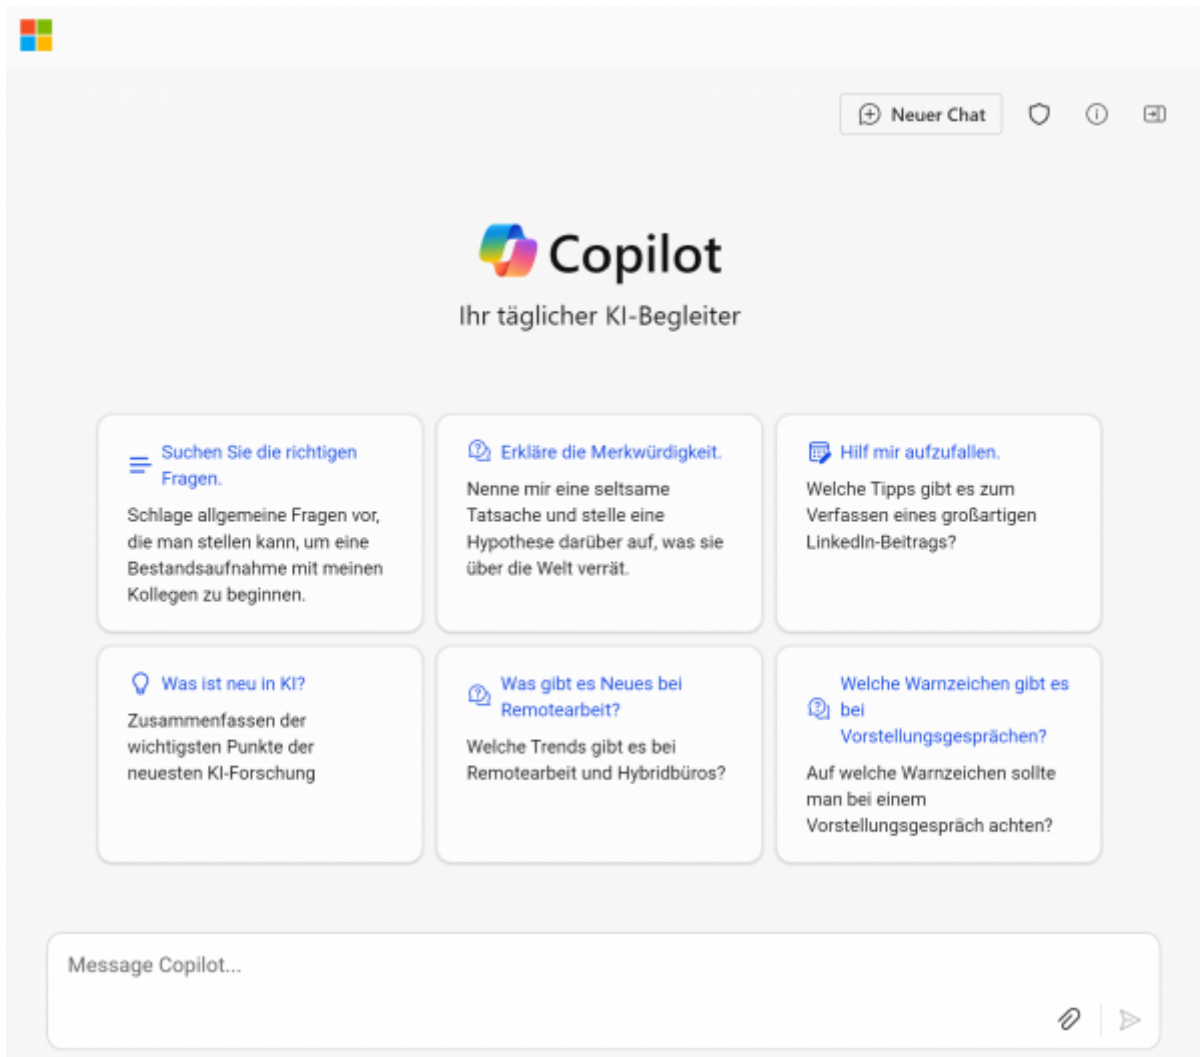 Neuer Chat
Copilot
Ihr täglicher KI-Begleiter
Suchen Sie die richtigen
Fragen.
Schlage allgemeine Fragen vor,
die man stellen kann, um eine
Bestandsaufnahme mit meinen
Kollegen zu beginnen.
Erkläre die Merkwürdigkeit.
Nenne mir eine seltsame
Tatsache und stelle eine
Hypothese darüber auf, was sie
über die Welt verrät.
Hilf mir aufzufallen.
Welche Tipps gibt es zum
Verfassen eines großartigen
LinkedIn-Beitrags?
Was ist neu in KI?
Zusammenfassen der
wichtigsten Punkte der
neuesten KI-Forschung
Was gibt es Neues bei
Remotearbeit?
Welche Trends gibt es bei
Remotearbeit und Hybridbüros?
Welche Warnzeichen gibt es
bei
Vorstellungsgesprächen?
Auf welche Warnzeichen sollte
man bei einem
Vorstellungsgespräch achten?
Message Copilot...